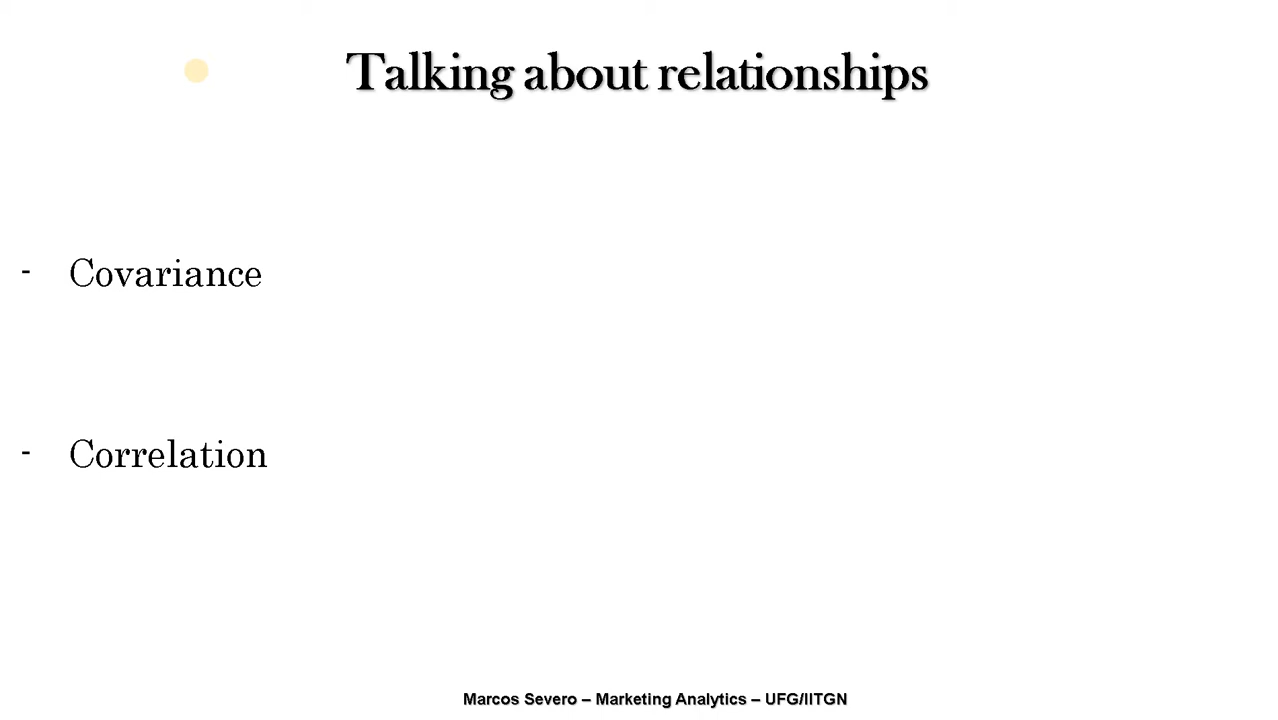 Talking about relationships
- Covariance
- Correlation
Marcos Severo – Marketing Analytics – UFG/IITGN